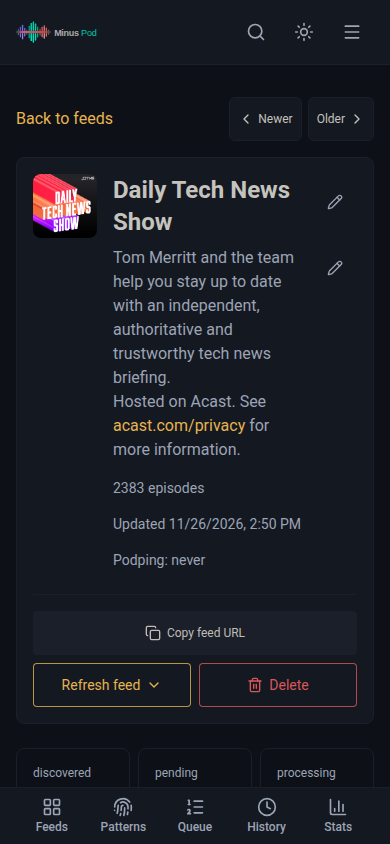 Minus Pod
Back to feeds
Newer
Older
DAILY
TECH NEWS
SHOW
Daily Tech News
Show
Tom Merritt and the team
help you stay up to date
with an independent,
authoritative and
trustworthy tech news
briefing.
Hosted on Acast. See
acast.com/privacy for
more information.
2383 episodes
Updated 11/26/2026, 2:50 PM
Podping: never
Copy feed URL
Refresh feed
Delete
discovered
pending
processing
Feeds
Patterns
Queue
History
Stats